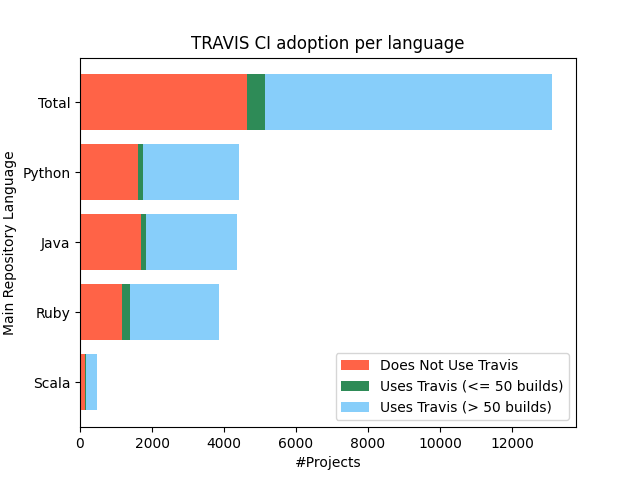 TRAVIS CI adoption per language
Main Repository Language
Total
Python
Java
Ruby
Scala
Does Not Use Travis
Uses Travis (<= 50 builds)
Uses Travis (> 50 builds)
0 2000 4000 6000 8000 10000 12000
#Projects